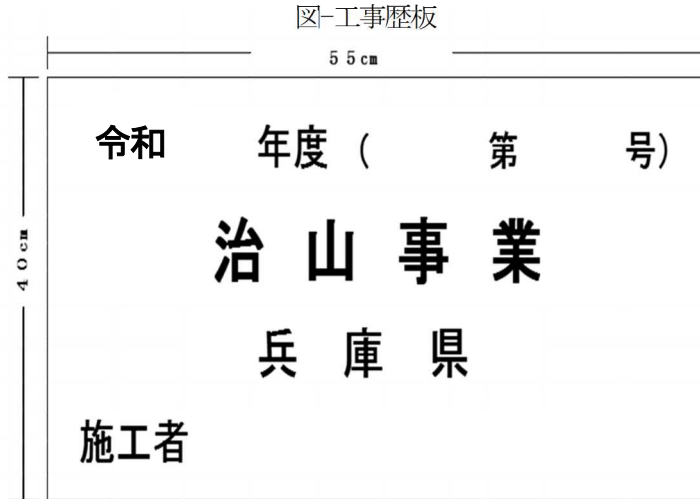 図-工事歴板
55cm
令和 年度 ( 第 号)
40cm
治山事業
兵庫県
施工者